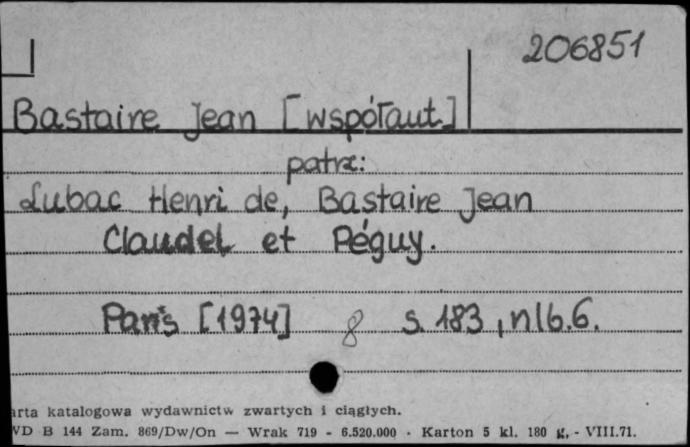 206851
Bastaire Jean [współaut.]
patrz:
Lubac Henri de, Bastaire Jean
Claudel et Péguy.
Paris [1974] 8 s. 183, nlb. 6.
arta katalogowa wydawnictw zwartych i ciągłych.
WD B 144 Zam. 869/Dw/On — Wrak 719 - 6.520.000 - Karton 5 kl. 180 g. - VIII.71.